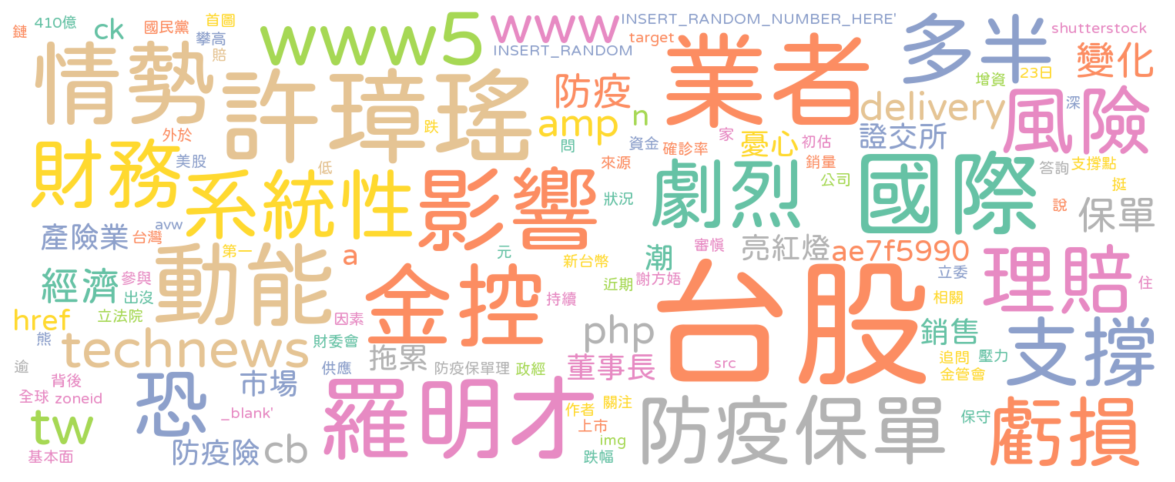 鏈 410億 ck 國民黨 首圖 攀高 賠 www5 www INSERT_RANDOM_NUMBER_HERE'
INSERT_RANDOM target shutterstock
情勢 許璋瑤 防疫 業者 多半 變化
增資 23日 深
amp n delivery 風險
外於 跌 問 資金 家 憂心 初估 證交所
財務 美股 低 來源 確診率 銷量 答詢 支撐點
系統性 影響 狀況 劇烈 公司 國際 挺 說 保單
產險業 台灣 avw
第一 a 元 新台幣 潮 審慎 亮紅燈 ae7f5990
經濟 參與 出沒 動能 金控 持續 近期 謝方娪 台股 立委 相關 理賠 住
href 立法院 因素
熊 technews 財委會 拖累 php 銷售 支撐
逾 背後 恐 市場 供應 防疫保單理 政經 董事長 src 追問 壓力 金管會
全球 zoneid _blank' 羅明才 作者 關注 防疫保單 保守 虧損
tw 上市
基本面 防疫險 cb 跌幅 img